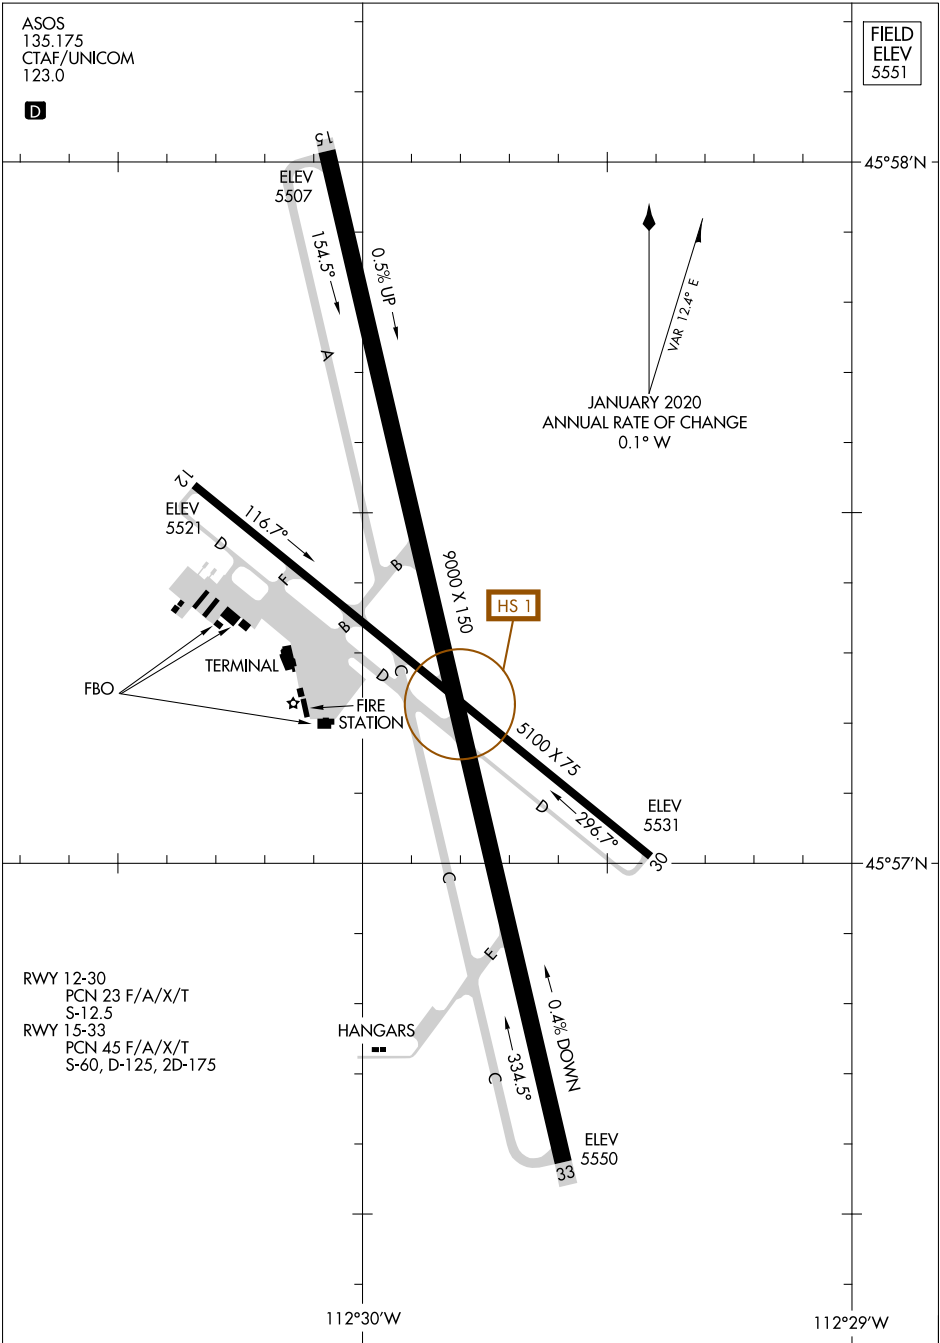 ASOS
135.175
CTAF/UNICOM
123.0
D
FIELD
ELEV
5551
15
45°58'N
ELEV
5507
154.5°
0.5% UP
VAR 12.4° E
A
JANUARY 2020
ANNUAL RATE OF CHANGE
0.1° W
12
ELEV
5521
116.7°
D
F
B
9000 X 150
HS 1
B
TERMINAL
D
C
FBO
FIRE
STATION
5100 X 75
D
296.7°
ELEV
5531
30
45°57'N
C
E
RWY 12-30
PCN 23 F/A/X/T
S-12.5
RWY 15-33
PCN 45 F/A/X/T
S-60, D-125, 2D-175
HANGARS
0.4% DOWN
334.5°
C
ELEV
5550
33
112°30'W
112°29'W